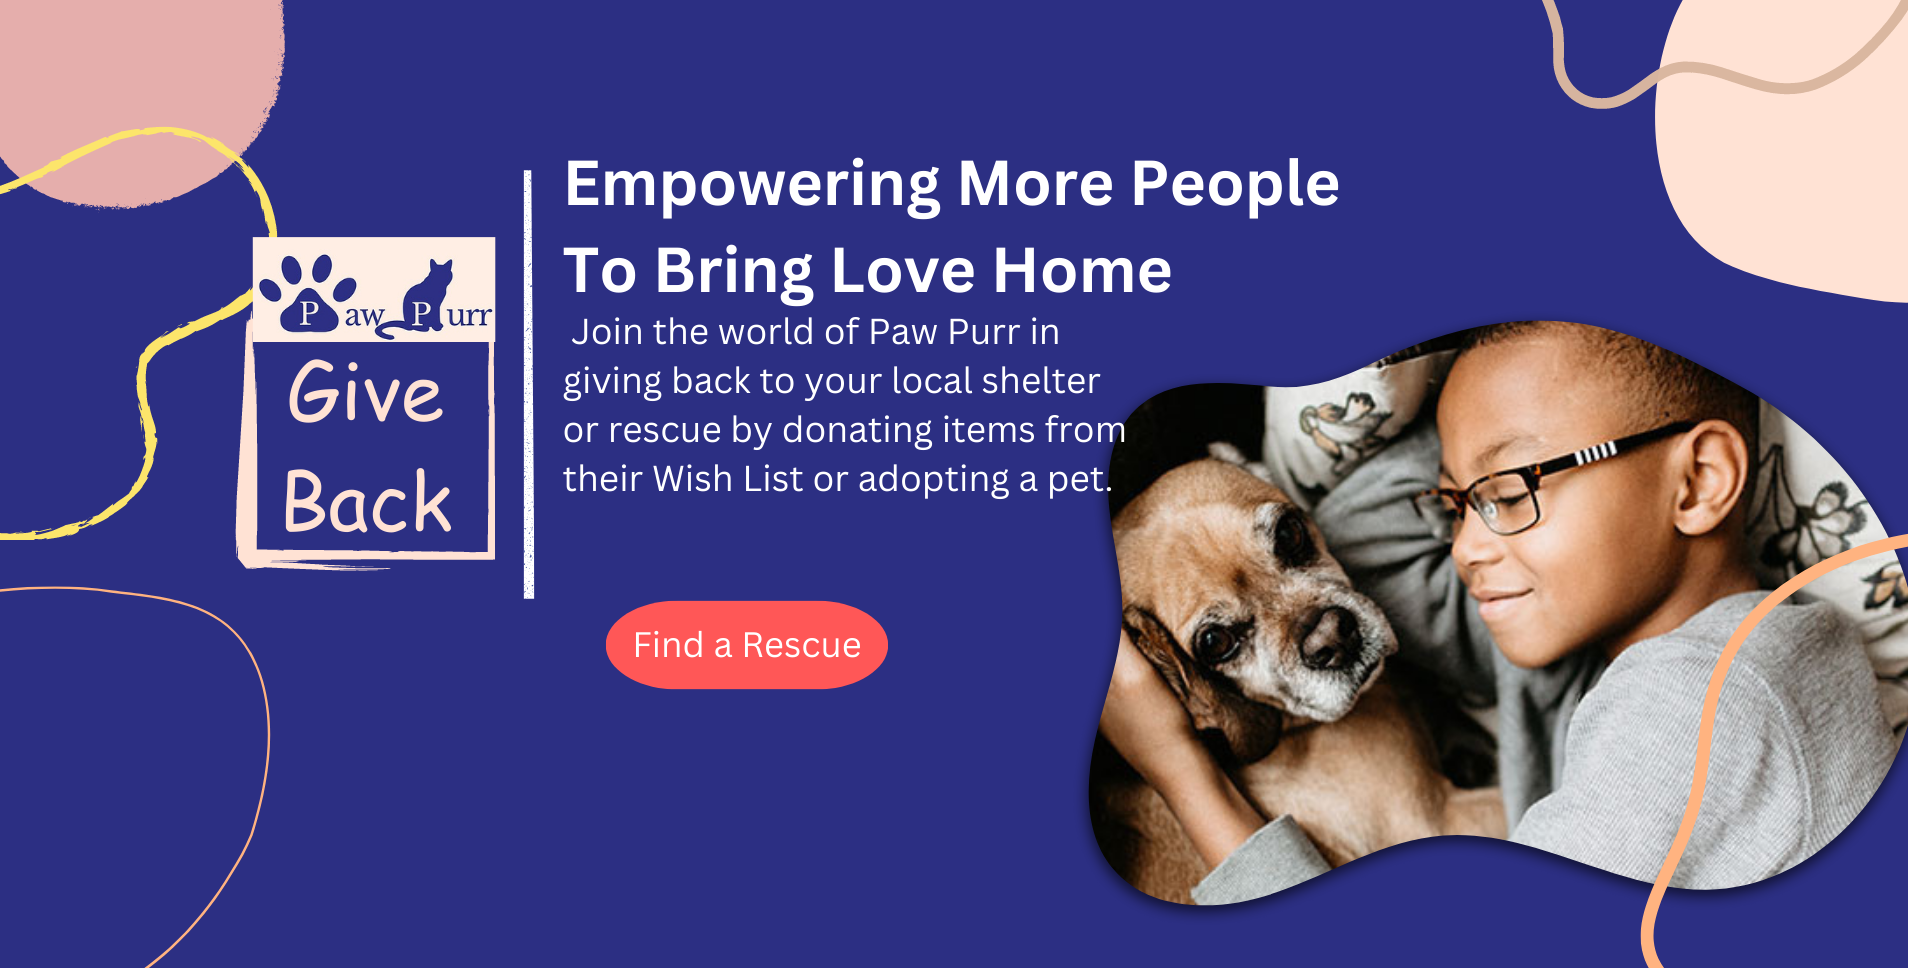 Paw Purr
Give
Back
Empowering More People
To Bring Love Home
Join the world of Paw Purr in
giving back to your local shelter
or rescue by donating items from
their Wish List or adopting a pet.
Find a Rescue